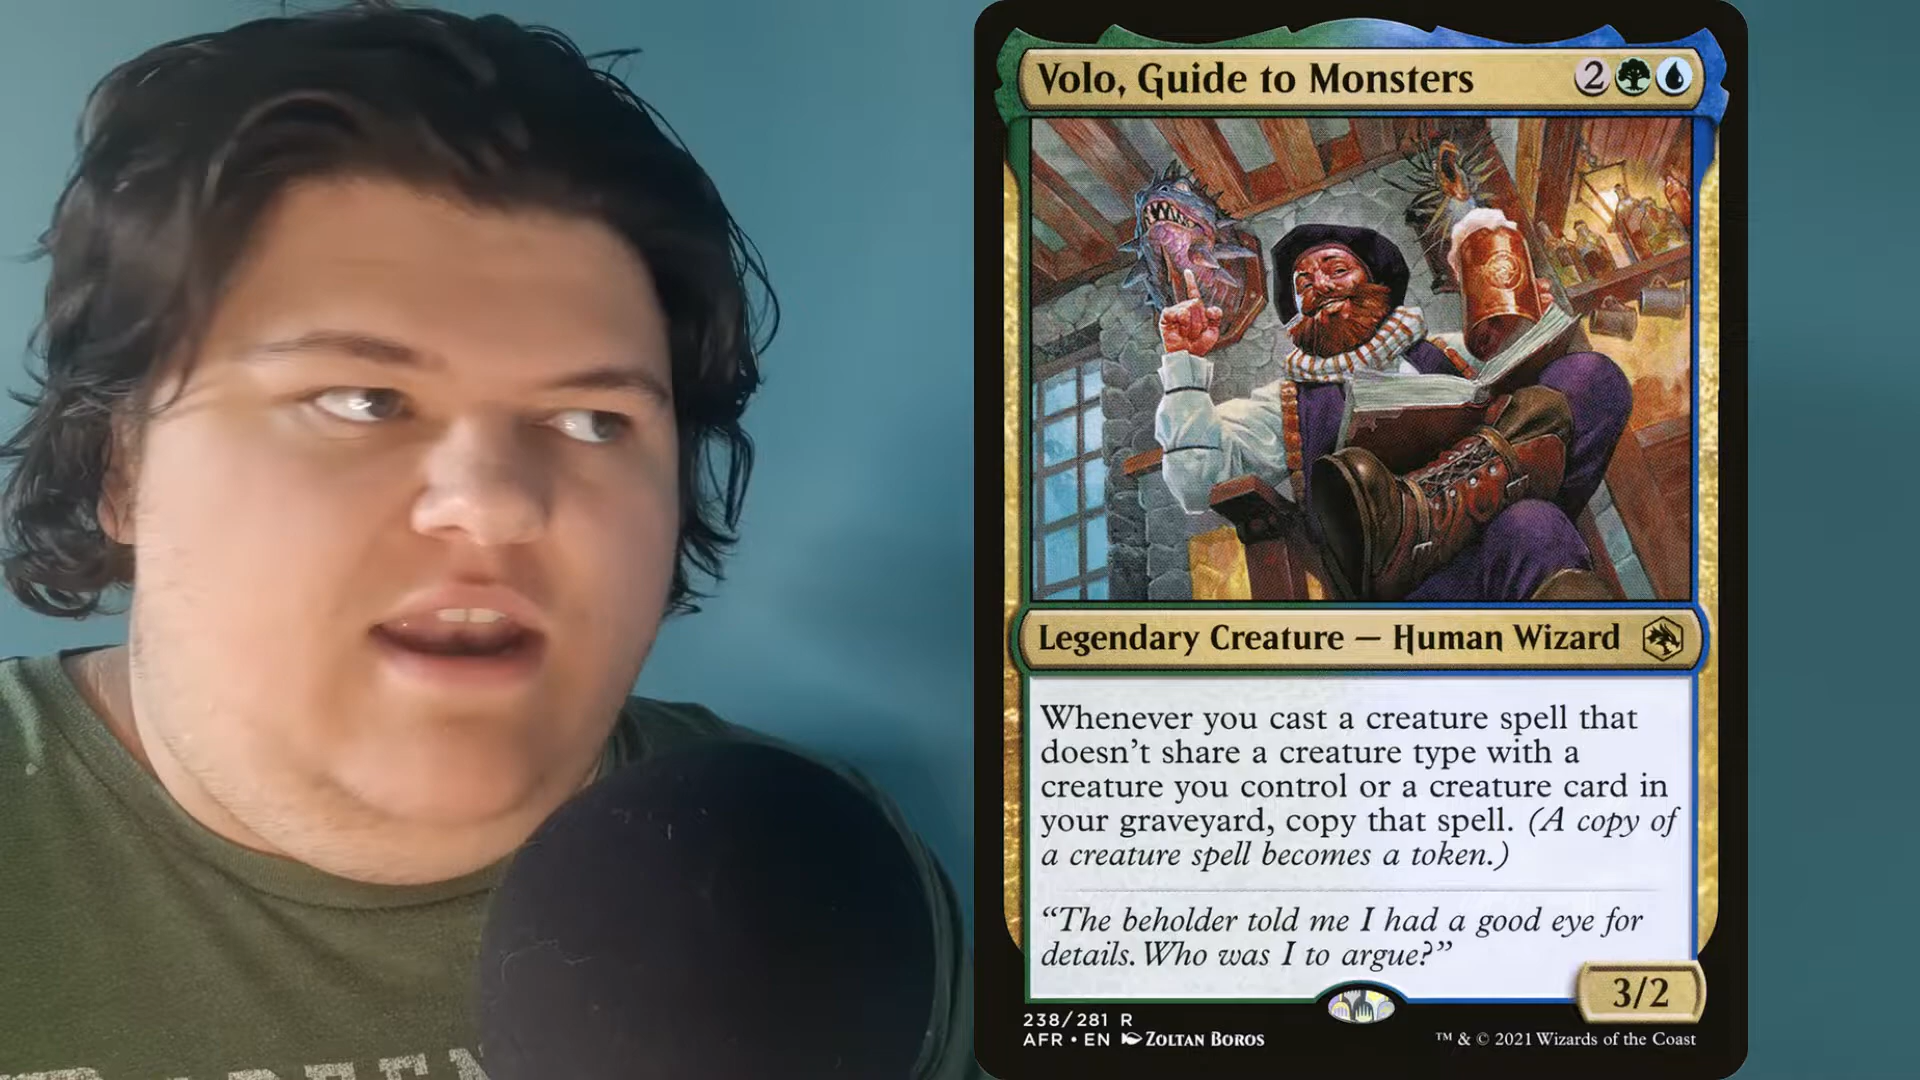 Volo, Guide to Monsters 2
Legendary Creature — Human Wizard
Whenever you cast a creature spell that
doesn’t share a creature type with a
creature you control or a creature card in
your graveyard, copy that spell. (A copy of
a creature spell becomes a token.)
“The beholder told me I had a good eye for
details. Who was I to argue?”
3/2
238/281 R
AFR • EN ZOLTAN BOROS
™ & © 2021 Wizards of the Coast